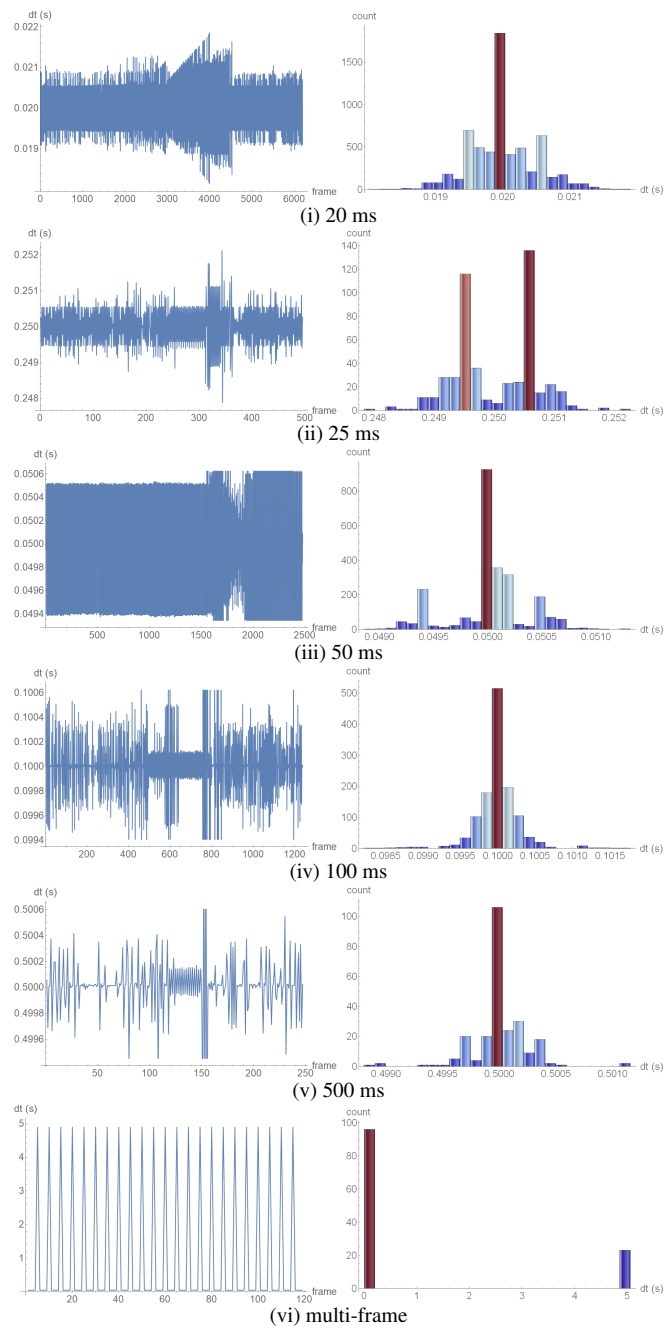 dt (s)
0.022
0.021
0.020
0.019
0 1000 2000 3000 4000 5000 6000
frame
count
1500
1000
500
0
0.019 0.020 0.021
dt (s)
(i) 20 ms
dt (s)
0.252
0.251
0.250
0.249
0.248
0 100 200 300 400 500
frame
count
140
120
100
80
60
40
20
0
0.248 0.249 0.250 0.251 0.252
dt (s)
(ii) 25 ms
dt (s)
0.0506
0.0504
0.0502
0.0500
0.0498
0.0496
0.0494
500 1000 1500 2000 2500
frame
count
800
600
400
200
0
0.0490 0.0495 0.0500 0.0505 0.0510
dt (s)
(iii) 50 ms
dt (s)
0.1006
0.1004
0.1002
0.1000
0.0998
0.0996
0.0994
200 400 600 800 1000 1200
frame
count
500
400
300
200
100
0
0.0985 0.0990 0.0995 0.1000 0.1005 0.1010 0.1015
dt (s)
(iv) 100 ms
dt (s)
0.5006
0.5004
0.5002
0.5000
0.4998
0.4996
50 100 150 200 250
frame
count
100
80
60
40
20
0
0.4990 0.4995 0.5000 0.5005 0.5010
dt (s)
(v) 500 ms
dt (s)
5
4
3
2
1
20 40 60 80 100 120
frame
count
100
80
60
40
20
0
0 1 2 3 4 5
dt (s)
(vi) multi-frame